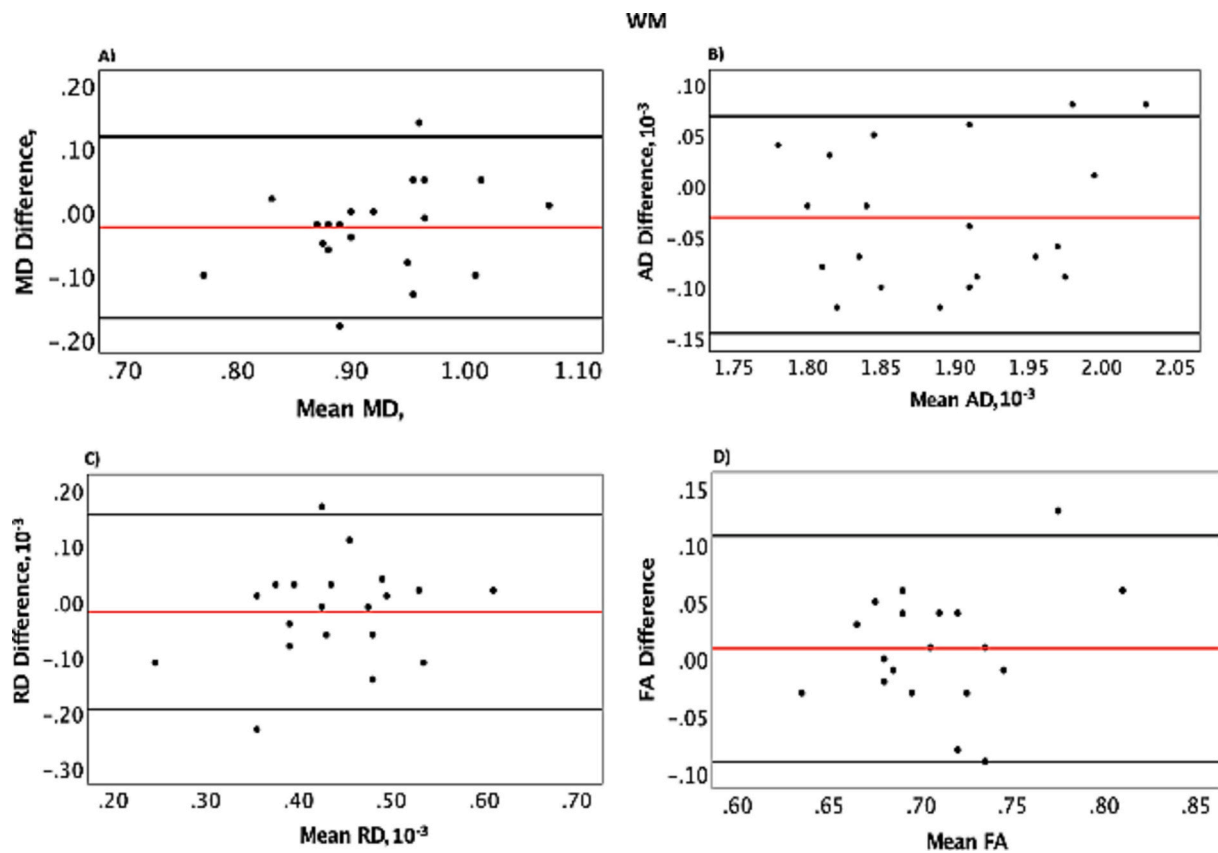 WM
A)
MD Difference,
.20
.10
.00
-.10
-.20
.70 .80 .90 1.00 1.10
Mean MD,
B)
AD Difference, 10⁻³
.10
.05
.00
-.05
-.10
-.15
1.75 1.80 1.85 1.90 1.95 2.00 2.05
Mean AD, 10⁻³
C)
RD Difference, 10⁻³
.20
.10
.00
-.10
-.20
-.30
.20 .30 .40 .50 .60 .70
Mean RD, 10⁻³
D)
FA Difference
.15
.10
.05
.00
-.05
-.10
.60 .65 .70 .75 .80 .85
Mean FA